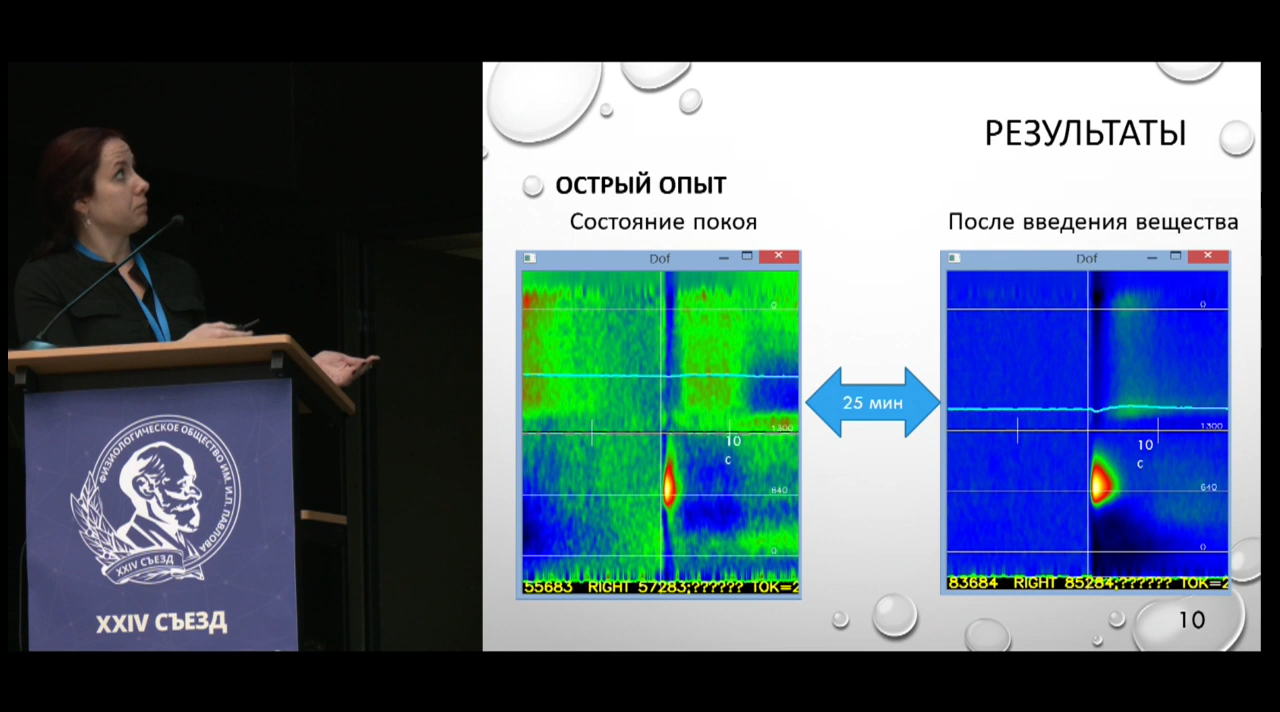 РЕЗУЛЬТАТЫ
ОСТРЫЙ ОПЫТ
Состояние покоя
После введения вещества
Dof
0
1300
10
с
640
0
55683 RIGHT 57283;?????? TOK=2
25 мин
Dof
0
1300
10
с
640
0
83684 RIGHT 85284;?????? TOK=2
10
ФИЗИОЛОГИЧЕСКОЕ ОБЩЕСТВО ИМ. И.П. ПАВЛОВА
XXIV СЪЕЗД
XXIV СЪЕЗД